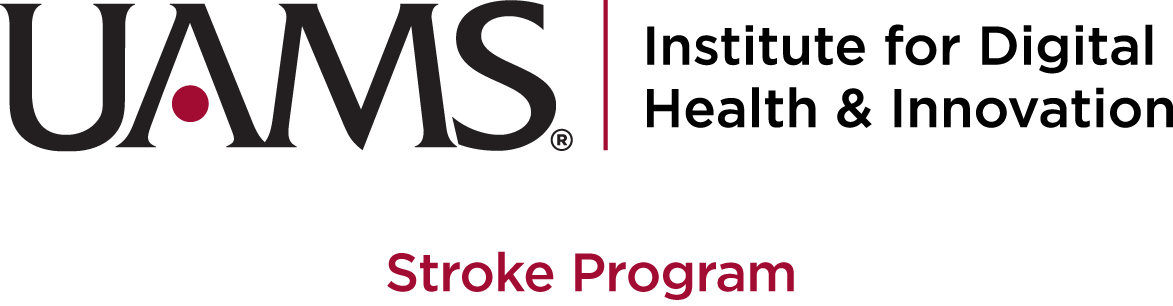 UAMS®
Institute for Digital
Health & Innovation
Stroke Program